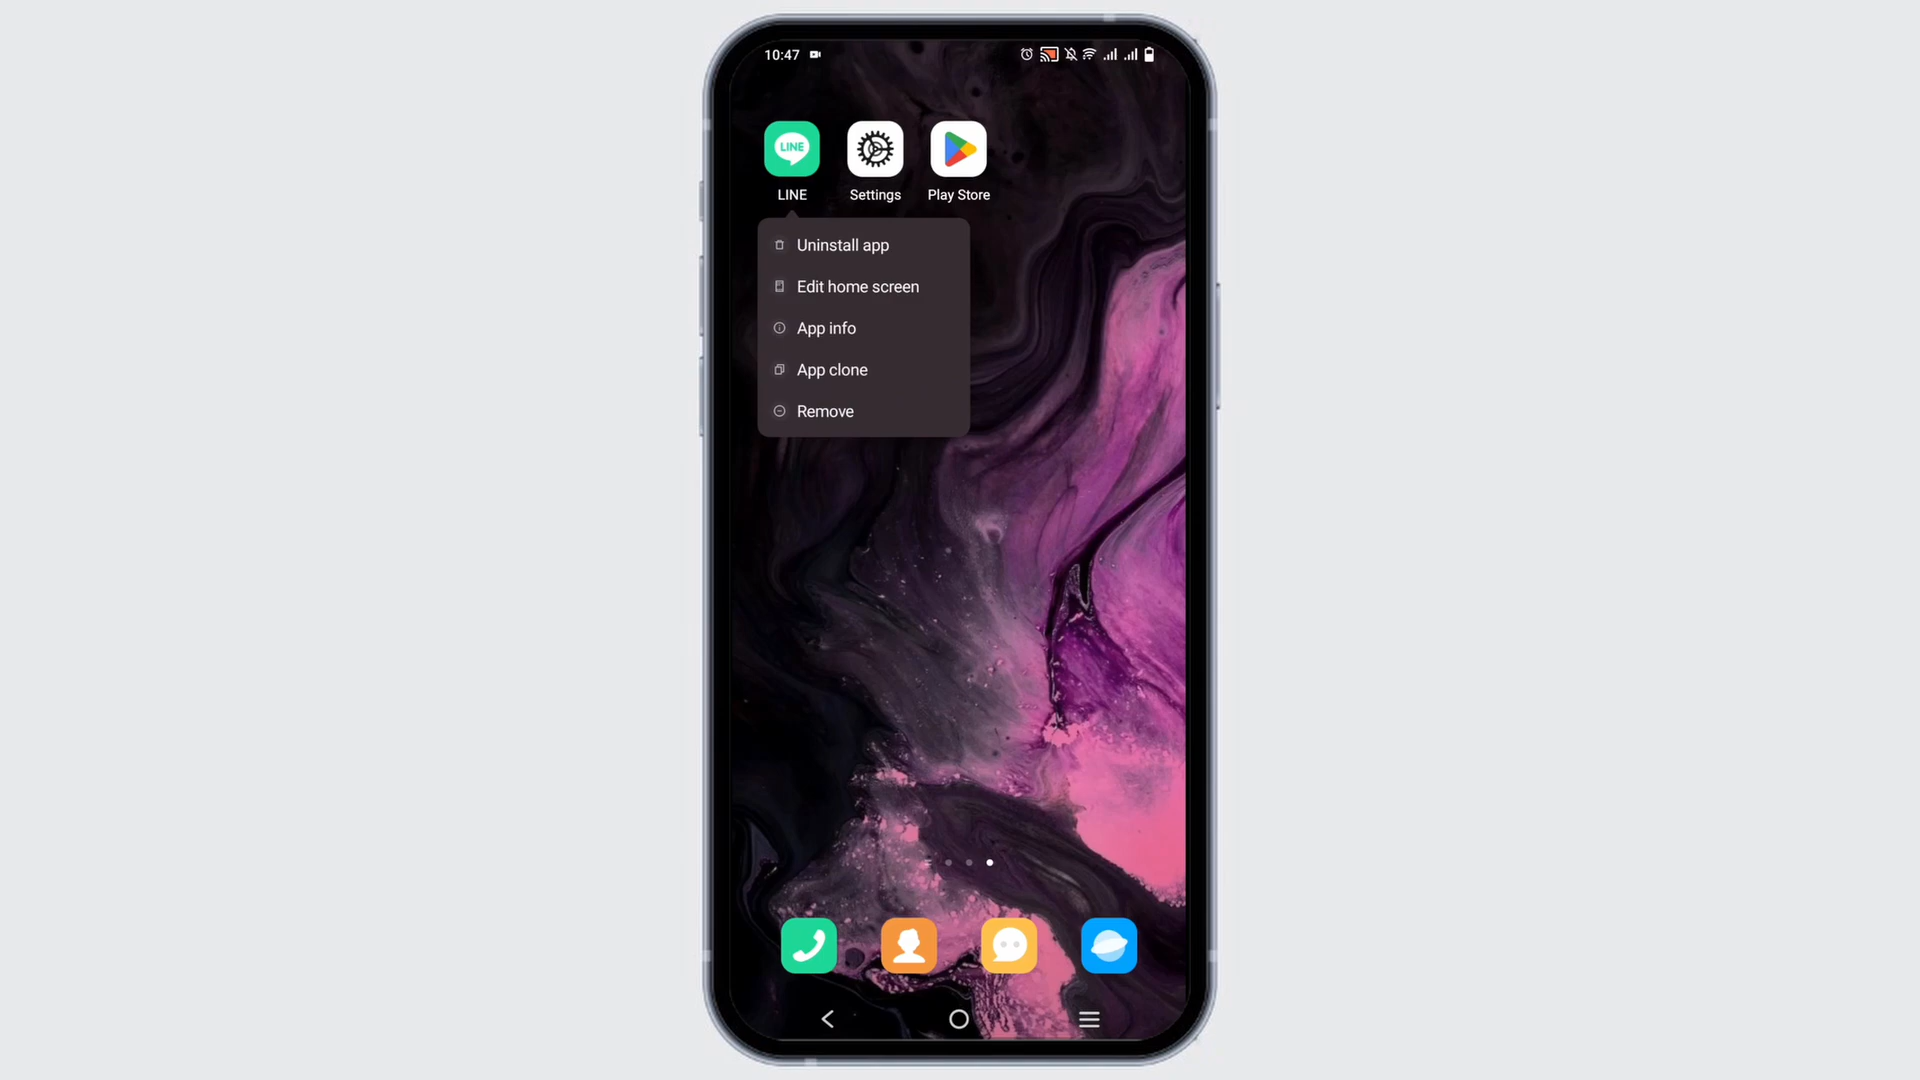 10:47
LINE
LINE Settings Play Store
Uninstall app
Edit home screen
App info
App clone
Remove